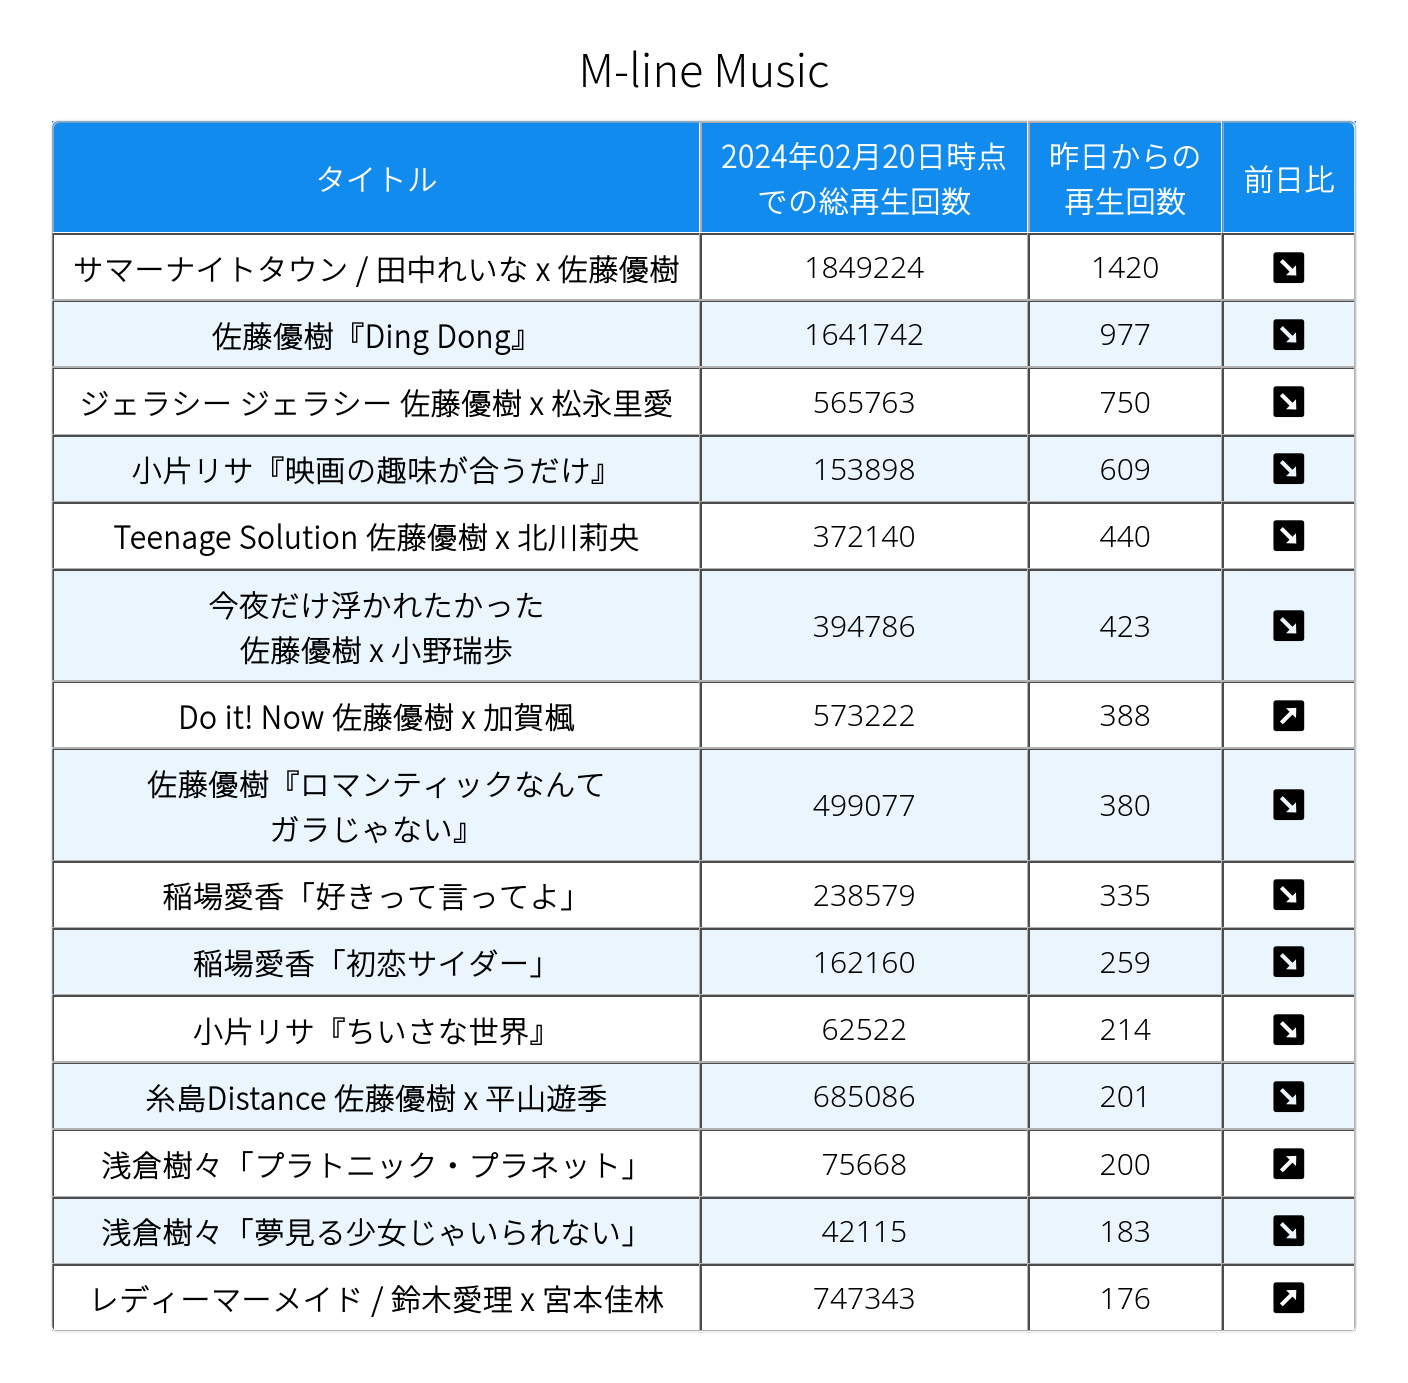 M-line Music
タイトル
2024年02月20日時点
での総再生回数
昨日からの
再生回数
前日比
サマーナイトタウン / 田中れいな x 佐藤優樹 1849224 1420
佐藤優樹『Ding Dong』 1641742 977
ジェラシー ジェラシー 佐藤優樹 x 松永里愛 565763 750
小片リサ『映画の趣味が合うだけ』 153898 609
Teenage Solution 佐藤優樹 x 北川莉央 372140 440
今夜だけ浮かれたかった
佐藤優樹 x 小野瑞歩 394786 423
Do it! Now 佐藤優樹 x 加賀楓 573222 388
佐藤優樹『ロマンティックなんて
ガラじゃない』 499077 380
稲場愛香「好きって言ってよ」 238579 335
稲場愛香「初恋サイダー」 162160 259
小片リサ『ちいさな世界』 62522 214
糸島Distance 佐藤優樹 x 平山遊季 685086 201
浅倉樹々「プラトニック・プラネット」 75668 200
浅倉樹々「夢見る少女じゃいられない」 42115 183
レディーマーメイド / 鈴木愛理 x 宮本佳林 747343 176